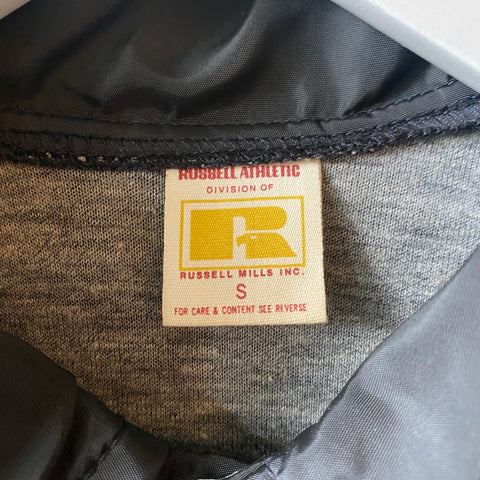 RUSSELL ATHLETIC
DIVISION OF
R
RUSSELL MILLS INC.
S
FOR CARE & CONTENT SEE REVERSE